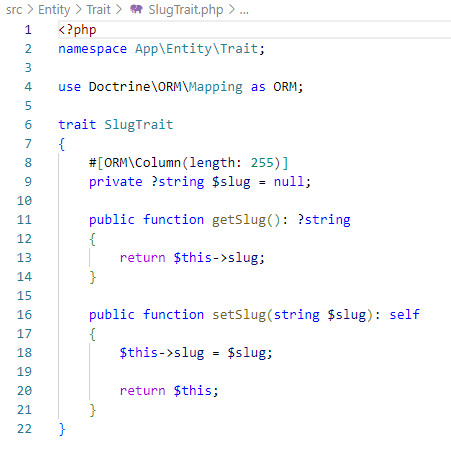 src > Entity > Trait > SlugTrait.php > ...
1 <?php
2 namespace App\Entity\Trait;
3
4 use Doctrine\ORM\Mapping as ORM;
5
6 trait SlugTrait
7 {
8     #[ORM\Column(length: 255)]
9     private ?string $slug = null;
10
11     public function getSlug(): ?string
12     {
13         return $this->slug;
14     }
15
16     public function setSlug(string $slug): self
17     {
18         $this->slug = $slug;
19
20         return $this;
21     }
22 }